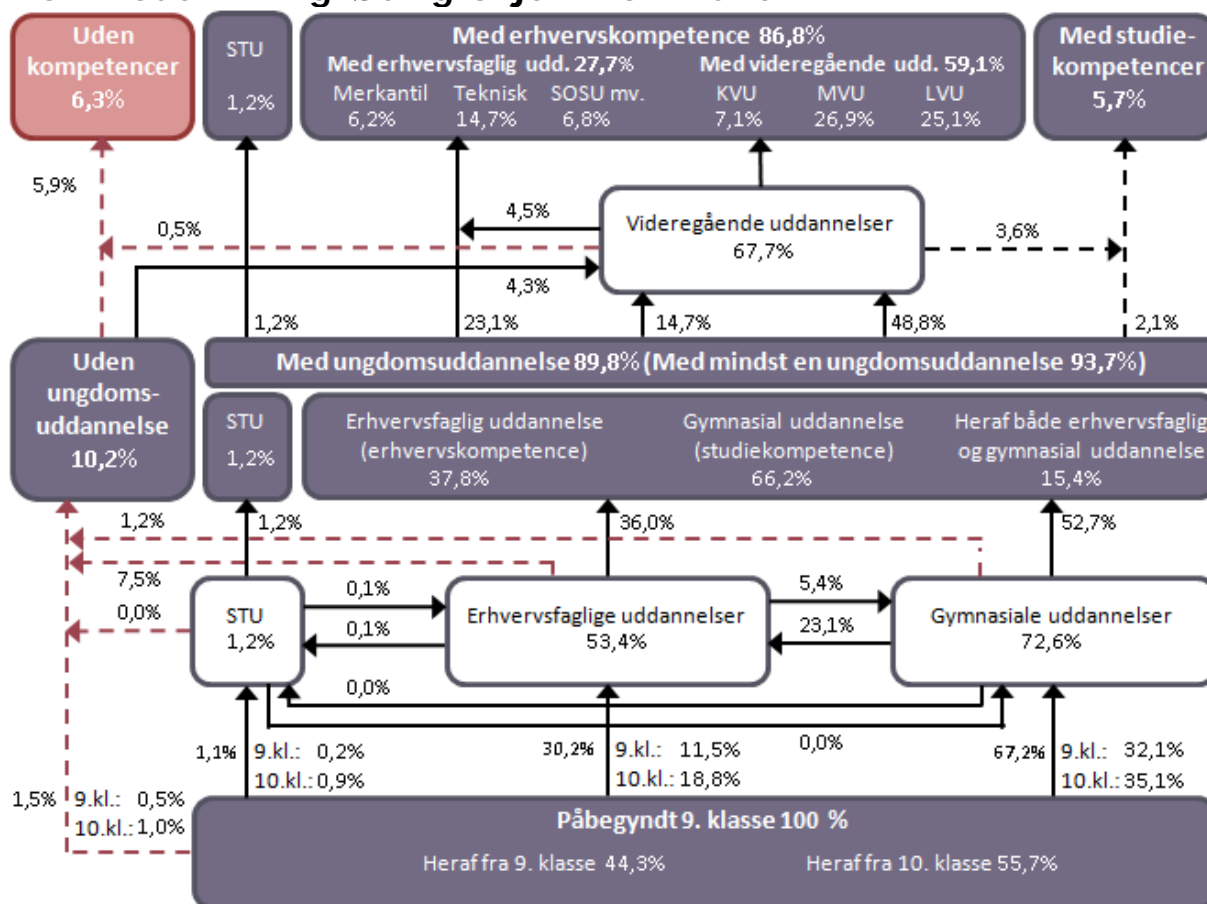 Uden
kompetencer
6,3%
STU
1,2%
Med erhvervskompetence 86,8%
Med erhvervsfaglig udd. 27,7%
Med videregående udd. 59,1%
Merkantil Teknisk SOSU mv. KVU MVU LVU
6,2% 14,7% 6,8% 7,1% 26,9% 25,1%
Med studie-
kompetencer
5,7%
5,9%
0,5%
4,5%
Videregående uddannelser
67,7%
3,6%
4,3%
1,2% 23,1% 14,7% 48,8% 2,1%
Uden
ungdoms-
uddannelse
10,2%
Med ungdomsuddannelse 89,8% (Med mindst en ungdomsuddannelse 93,7%)
STU
1,2%
Erhvervsfaglig uddannelse
(erhvervskompetence)
37,8%
Gymnasial uddannelse
(studiekompetence)
66,2%
Heraf både erhvervsfaglig
og gymnasial uddannelse
15,4%
1,2% 1,2% 36,0% 52,7%
7,5%
0,0%
STU
1,2%
0,1%
0,1%
Erhvervsfaglige uddannelser
53,4%
5,4%
23,1%
Gymnasiale uddannelser
72,6%
0,0%
0,0%
1,1% 9.kl.: 0,2%
10.kl.: 0,9%
30,2% 9.kl.: 11,5%
10.kl.: 18,8%
67,2% 9.kl.: 32,1%
10.kl.: 35,1%
1,5% 9.kl.: 0,5%
10.kl.: 1,0%
Påbegyndt 9. klasse 100 %
Heraf fra 9. klasse 44,3% Heraf fra 10. klasse 55,7%